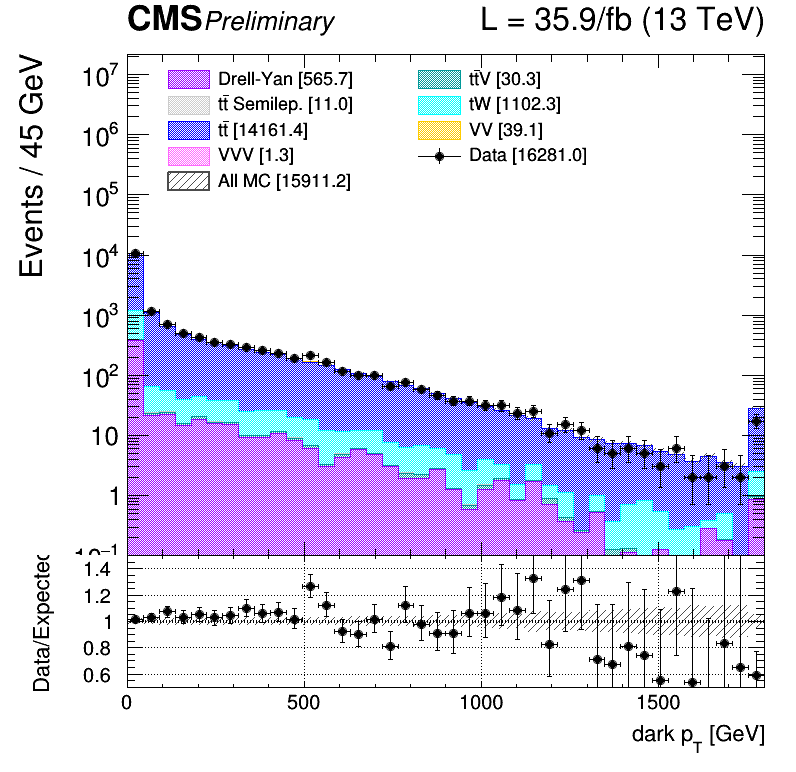 CMS Preliminary L = 35.9/fb (13 TeV)
Events / 45 GeV
10⁷
10⁶
10⁵
10⁴
10³
10²
10
1
10⁻¹
Drell-Yan [565.7]
tt̄ Semilep. [11.0]
tt̄ [14161.4]
VVV [1.3]
All MC [15911.2]
tt̄V [30.3]
tW [1102.3]
VV [39.1]
Data [16281.0]
Data/Expected
1.4
1.2
1
0.8
0.6
0 500 1000 1500
dark p_T [GeV]